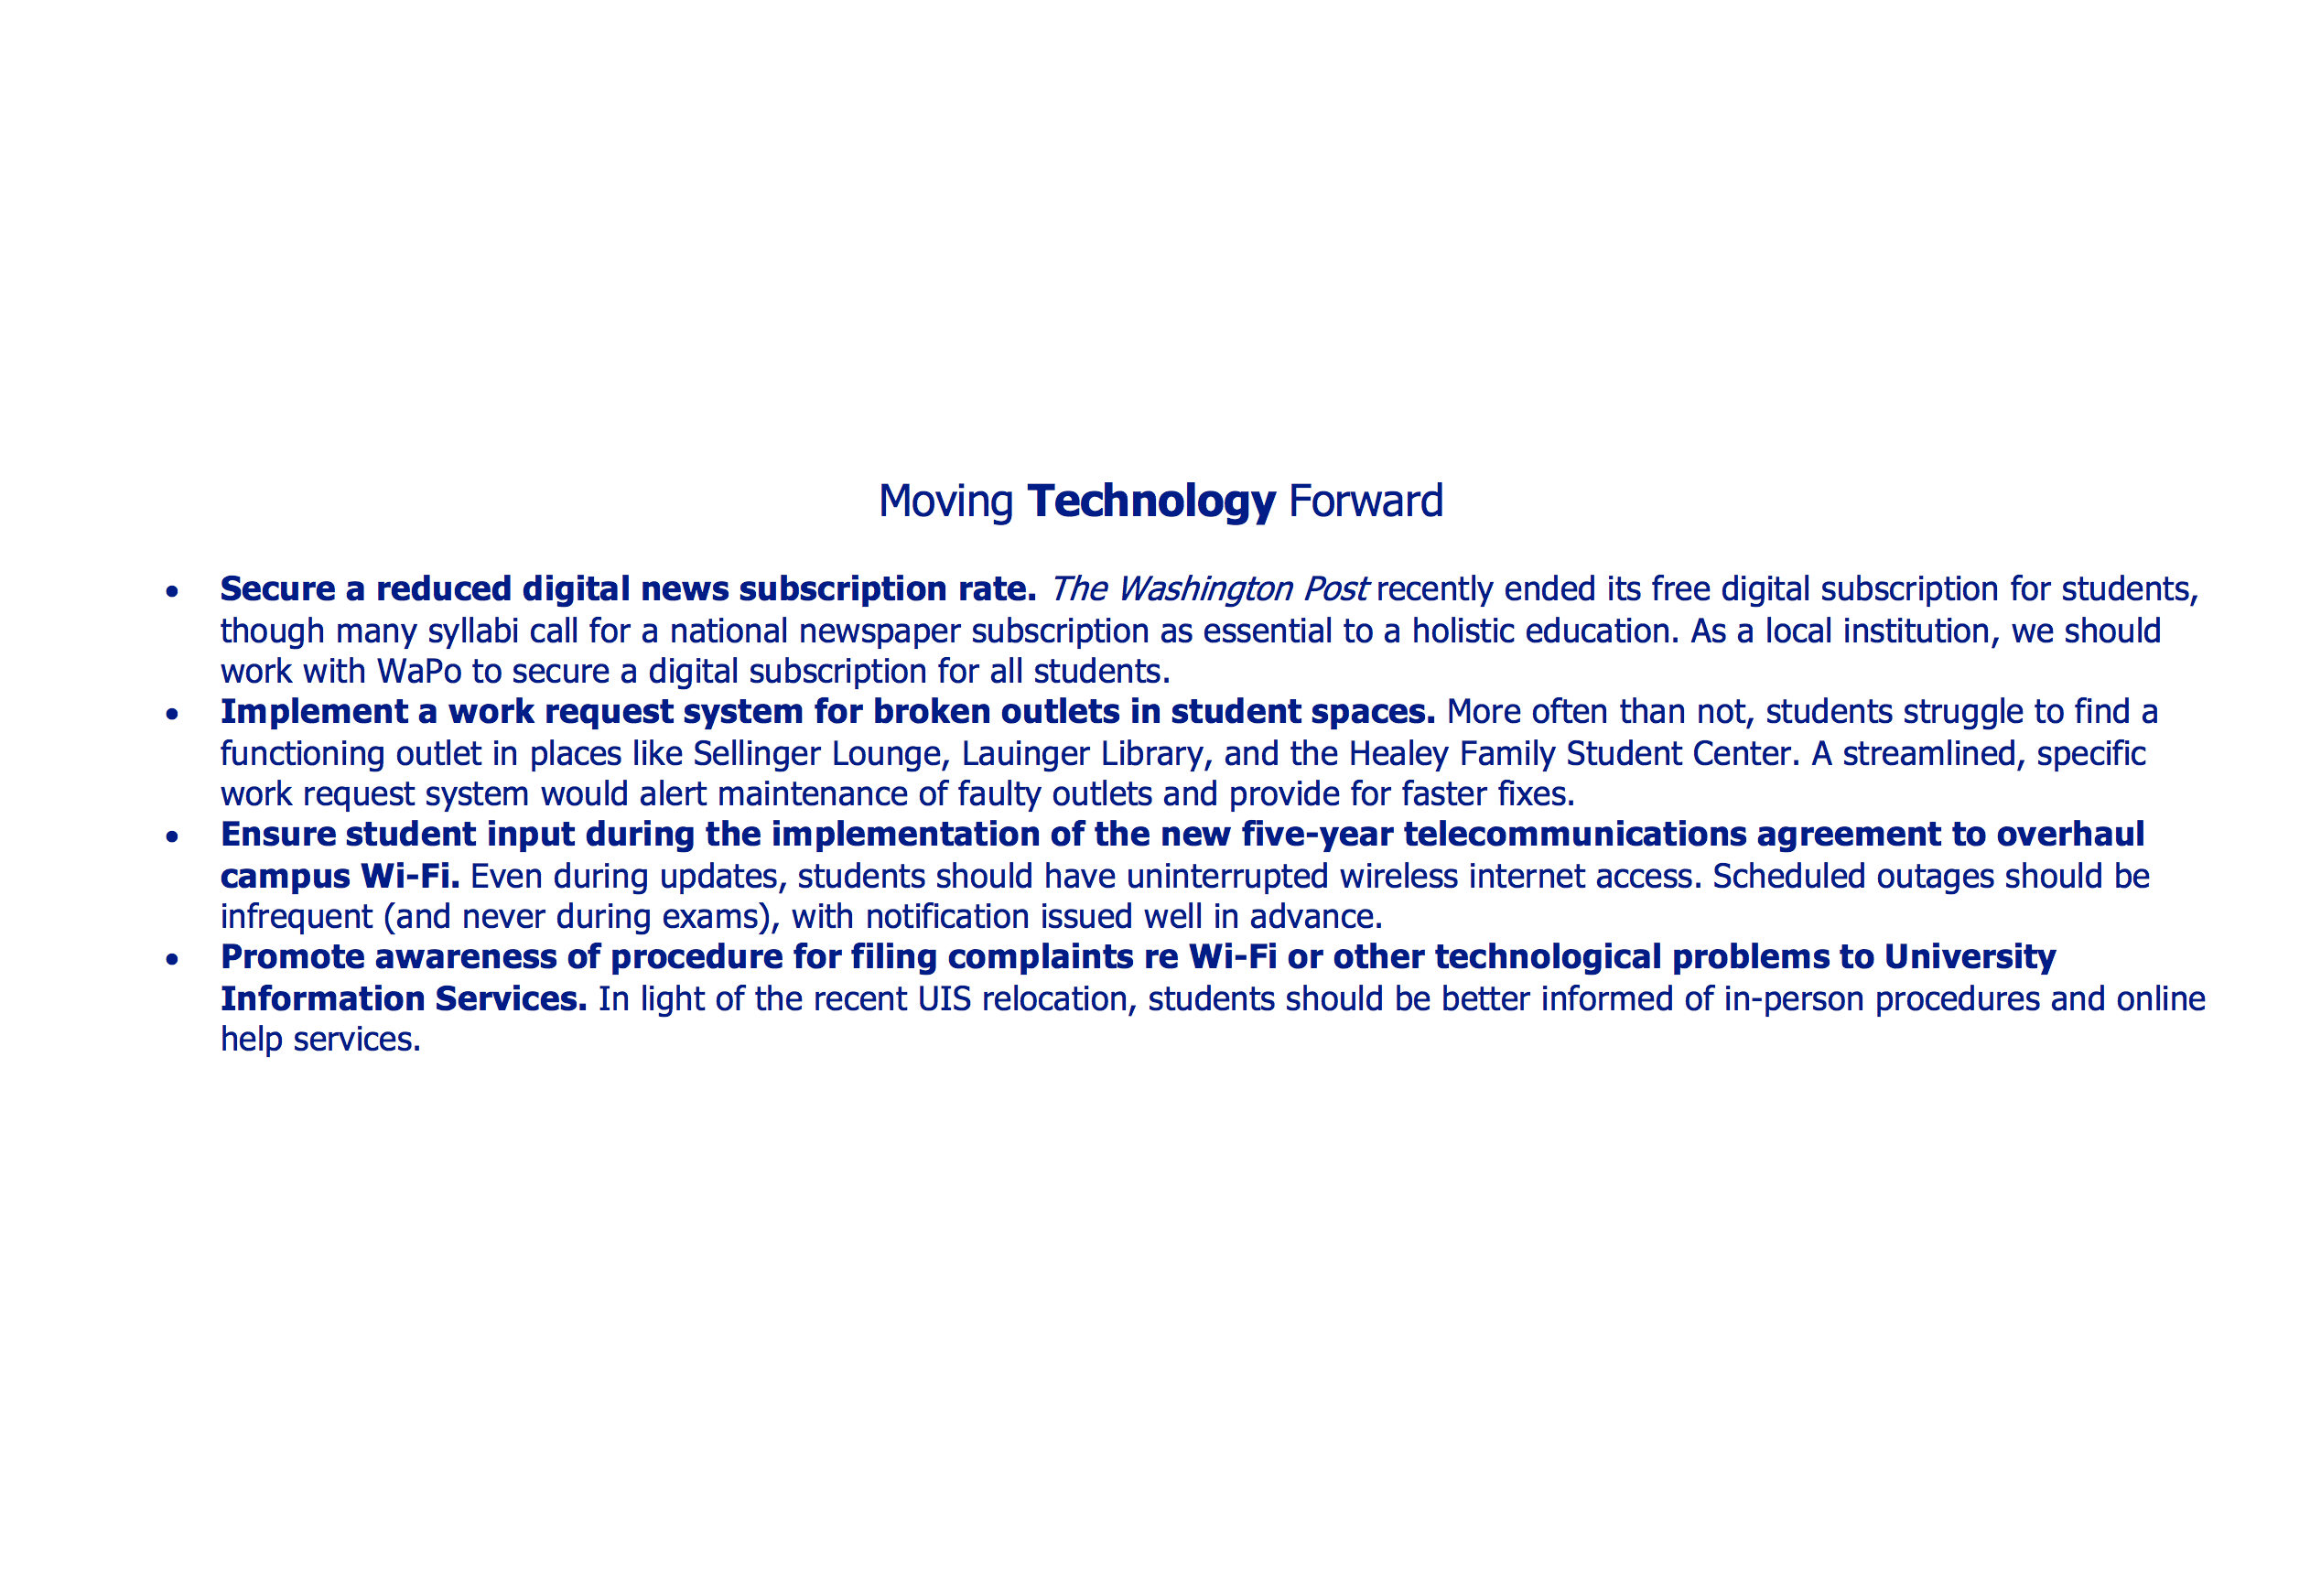 Moving Technology Forward
• Secure a reduced digital news subscription rate. The Washington Post recently ended its free digital subscription for students,
though many syllabi call for a national newspaper subscription as essential to a holistic education. As a local institution, we should
work with WaPo to secure a digital subscription for all students.
• Implement a work request system for broken outlets in student spaces. More often than not, students struggle to find a
functioning outlet in places like Sellinger Lounge, Lauinger Library, and the Healey Family Student Center. A streamlined, specific
work request system would alert maintenance of faulty outlets and provide for faster fixes.
• Ensure student input during the implementation of the new five-year telecommunications agreement to overhaul
campus Wi-Fi. Even during updates, students should have uninterrupted wireless internet access. Scheduled outages should be
infrequent (and never during exams), with notification issued well in advance.
• Promote awareness of procedure for filing complaints re Wi-Fi or other technological problems to University
Information Services. In light of the recent UIS relocation, students should be better informed of in-person procedures and online
help services.